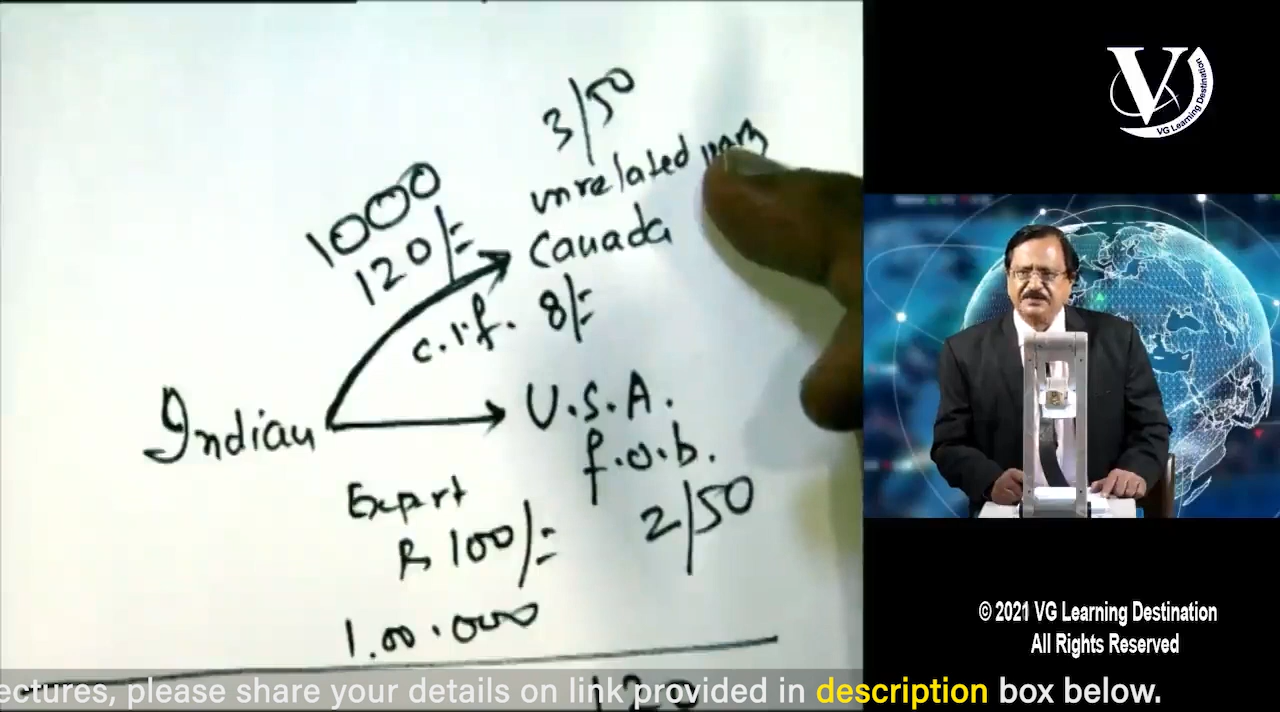 3/50
unrelated
1000
120/=
Canada
c.i.f. 8/=
Indian
U.S.A.
f.o.b.
Export
Rs 100/=
2/50
1.00.000
120
V
VG Learning Destination
© 2021 VG Learning Destination
All Rights Reserved
ectures, please share your details on link provided in description box below.